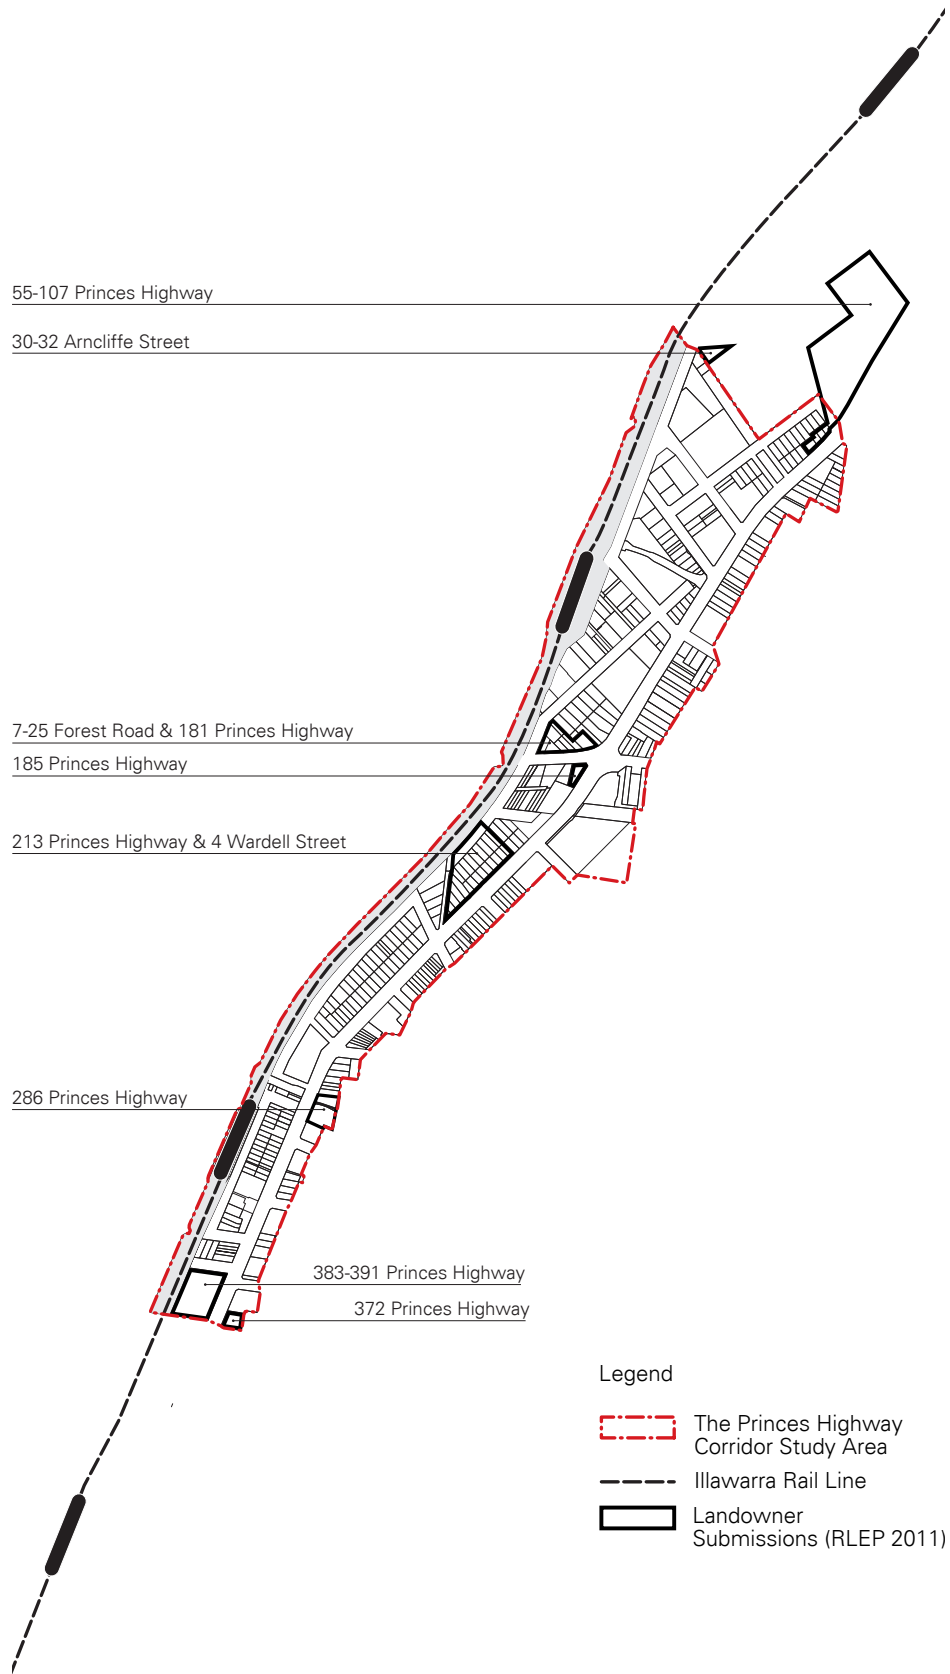 55-107 Princes Highway
30-32 Arncliffe Street
7-25 Forest Road & 181 Princes Highway
185 Princes Highway
213 Princes Highway & 4 Wardell Street
286 Princes Highway
383-391 Princes Highway
372 Princes Highway
Legend
The Princes Highway
Corridor Study Area
Illawarra Rail Line
Landowner
Submissions (RLEP 2011)